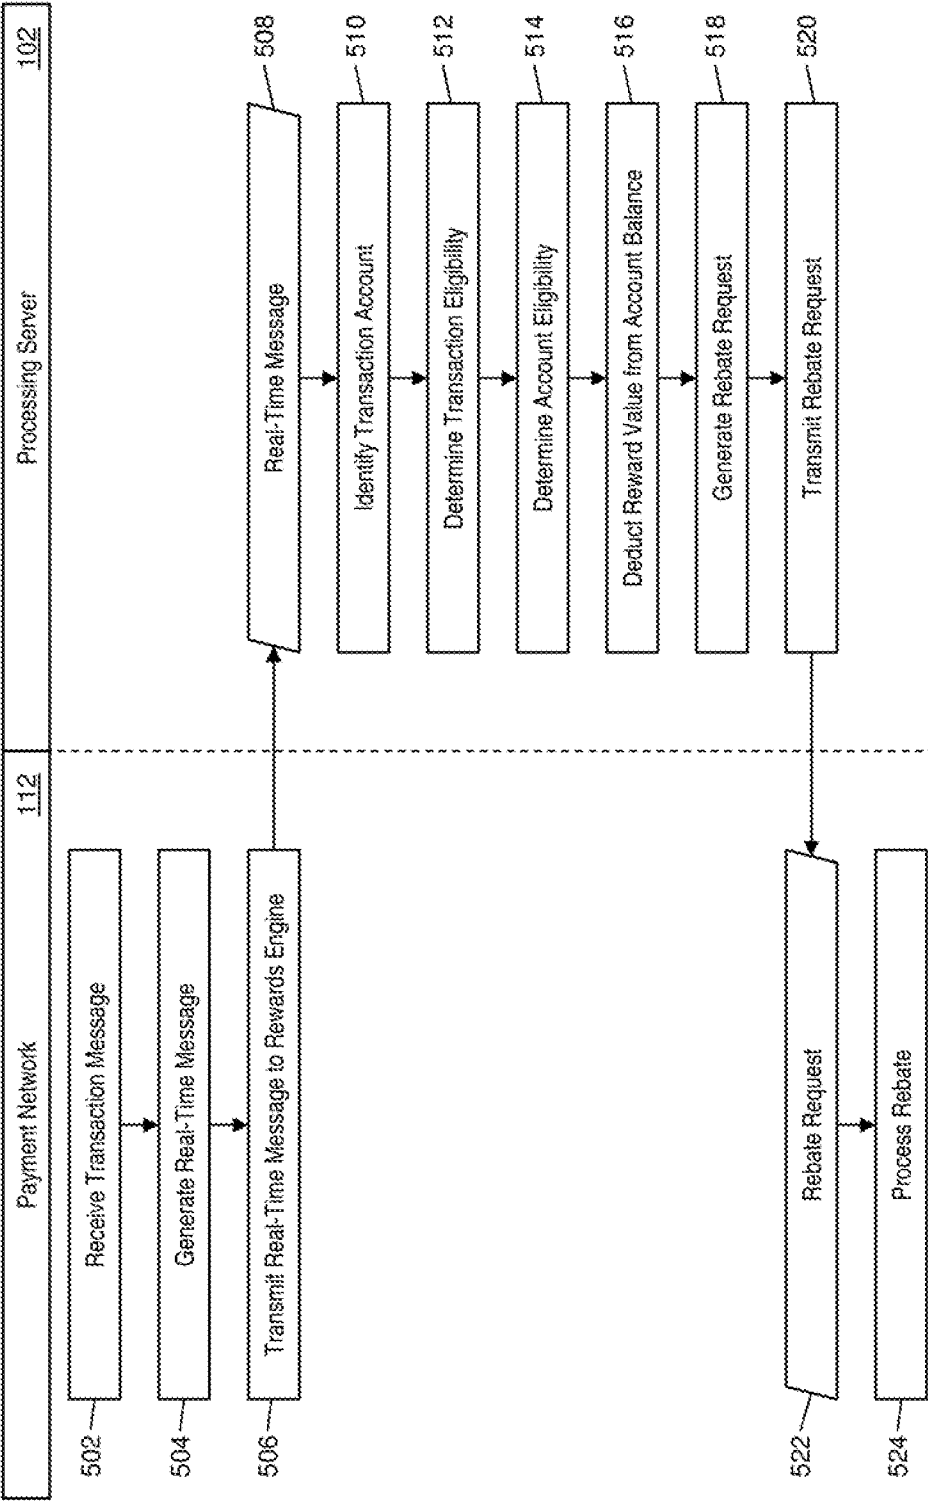 Payment Network 112
Processing Server 102
502 Receive Transaction Message
504 Generate Real-Time Message
506 Transmit Real-Time Message to Rewards Engine
Real-Time Message 508
Identify Transaction Account 510
Determine Transaction Eligibility 512
Determine Account Eligibility 514
Deduct Reward Value from Account Balance 516
Generate Rebate Request 518
Transmit Rebate Request 520
522 Rebate Request
524 Process Rebate